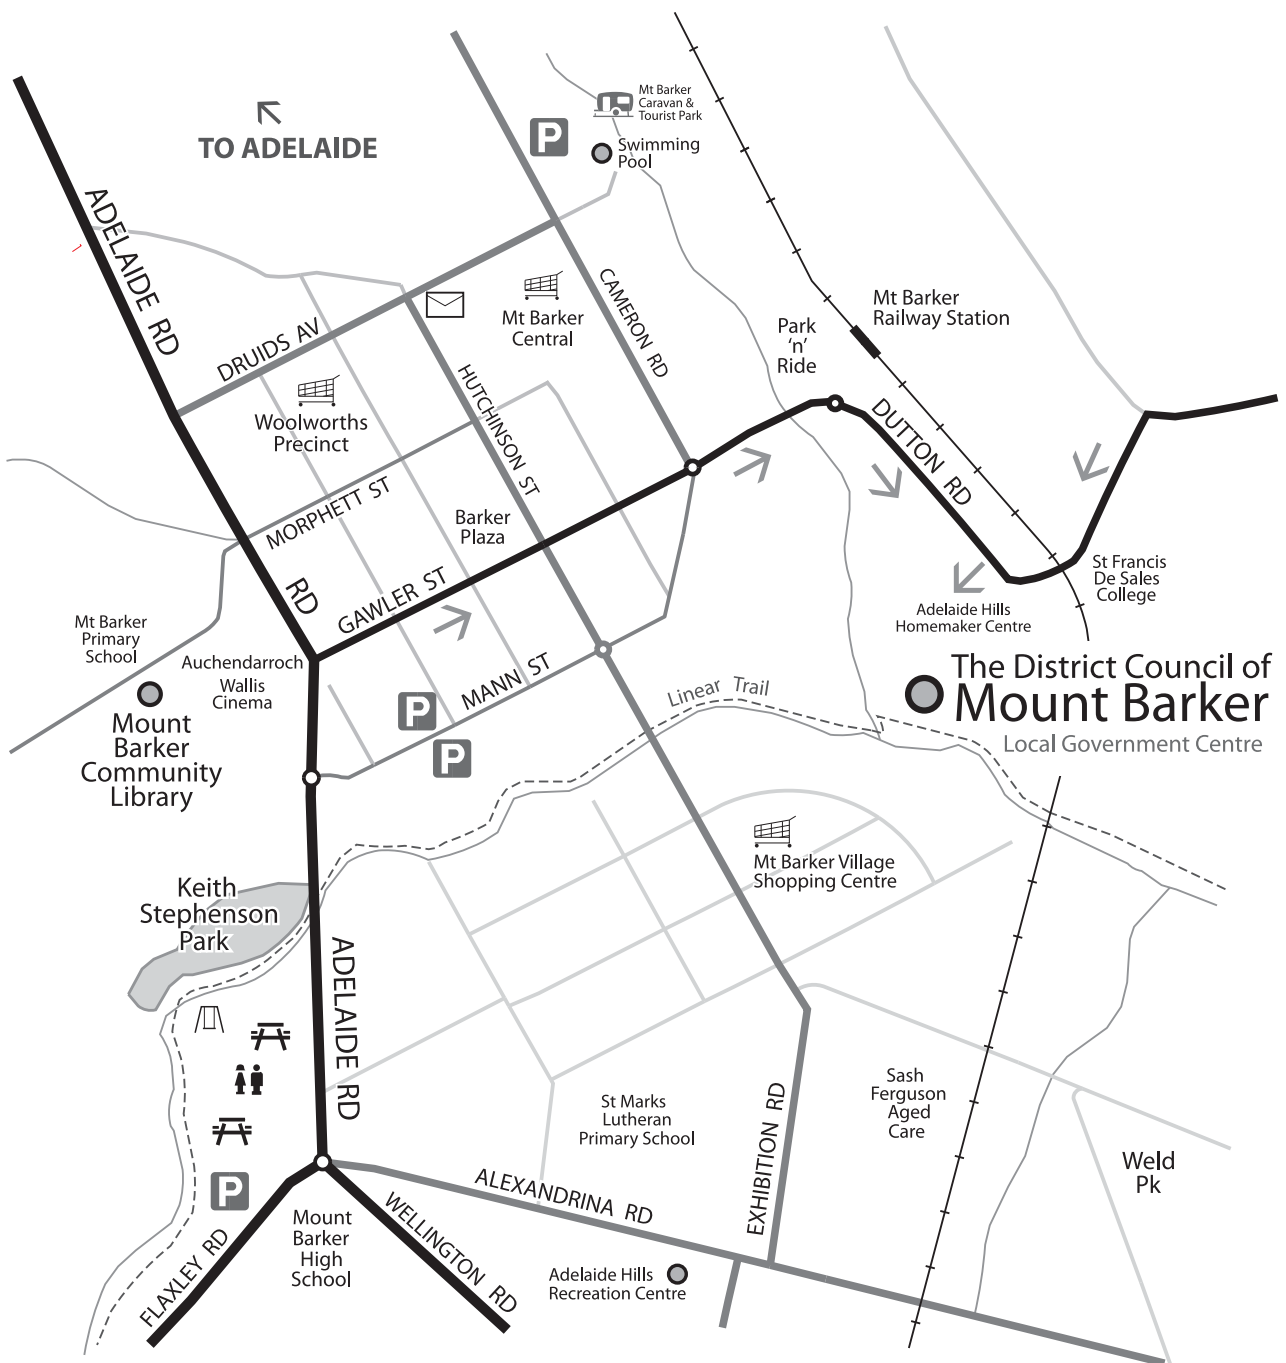 Mt Barker
Caravan &
Tourist Park
P
TO ADELAIDE
Swimming
Pool
ADELAIDE RD
CAMERON RD
Mt Barker
Railway Station
Mt Barker
Central
Park
'n'
Ride
DRUIDS AV
HUTCHINSON ST
Woolworths
Precinct
DUTTON RD
MORPHETT ST
Barker
Plaza
RD
GAWLER ST
St Francis
De Sales
College
Adelaide Hills
Homemaker Centre
Mt Barker
Primary
School
Auchendarroch
Wallis
Cinema
MANN ST
Linear Trail
The District Council of
Mount Barker
Local Government Centre
P
P
Mount
Barker
Community
Library
Mt Barker Village
Shopping Centre
Keith
Stephenson
Park
ADELAIDE RD
St Marks
Lutheran
Primary School
EXHIBITION RD
Sash
Ferguson
Aged
Care
Weld
Pk
P
ALEXANDRINA RD
WELLINGTON RD
FLAXLEY RD
Mount
Barker
High
School
Adelaide Hills
Recreation Centre